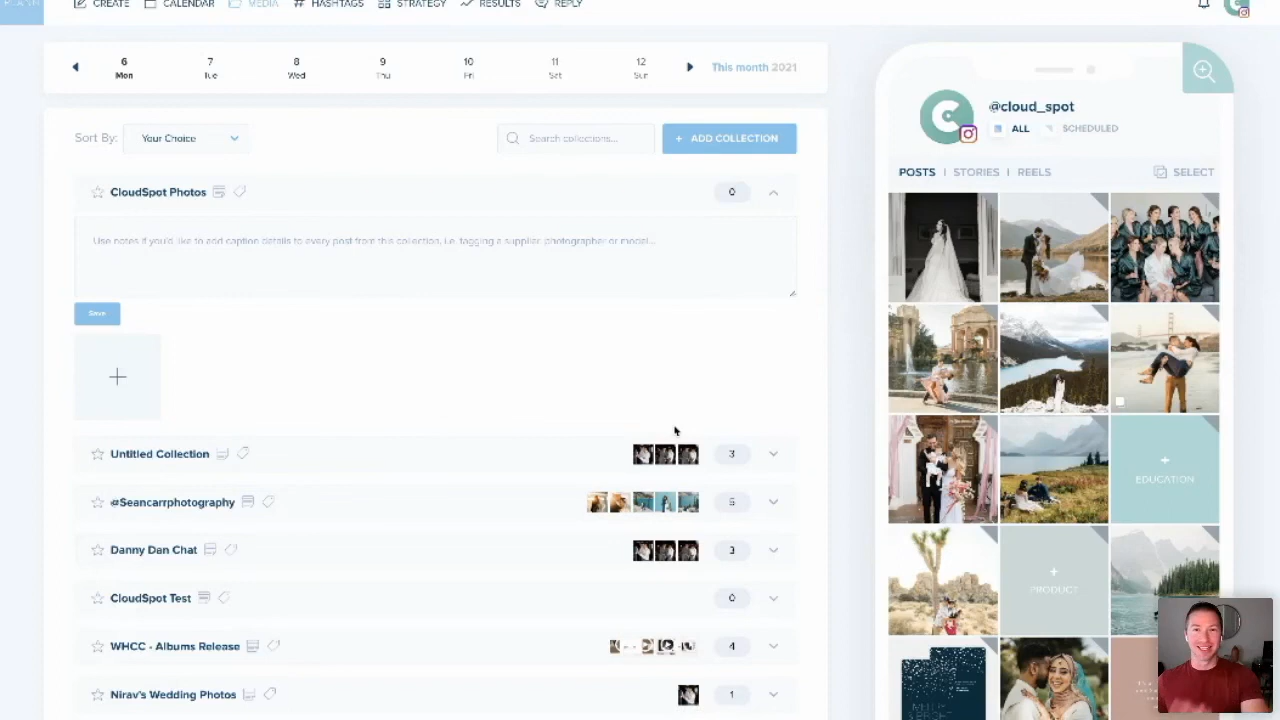 CREATE CALENDAR MEDIA HASHTAGS STRATEGY RESULTS REPLY
6 7 8 9 10 11 12
Mon Tue Wed Thu Fri Sat Sun
This month 2021
Sort By: Your Choice
Search collections...
+ ADD COLLECTION
CloudSpot Photos 0
Use notes if you'd like to add caption details to every post from this collection, i.e. tagging a supplier, photographer or model...
Save
Untitled Collection 3
@Seancarrphotography 5
Danny Dan Chat 3
CloudSpot Test 0
WHCC - Albums Release 4
Nirav's Wedding Photos 1
@cloud_spot
ALL SCHEDULED
POSTS | STORIES | REELS SELECT
+
EDUCATION
+
PRODUCT